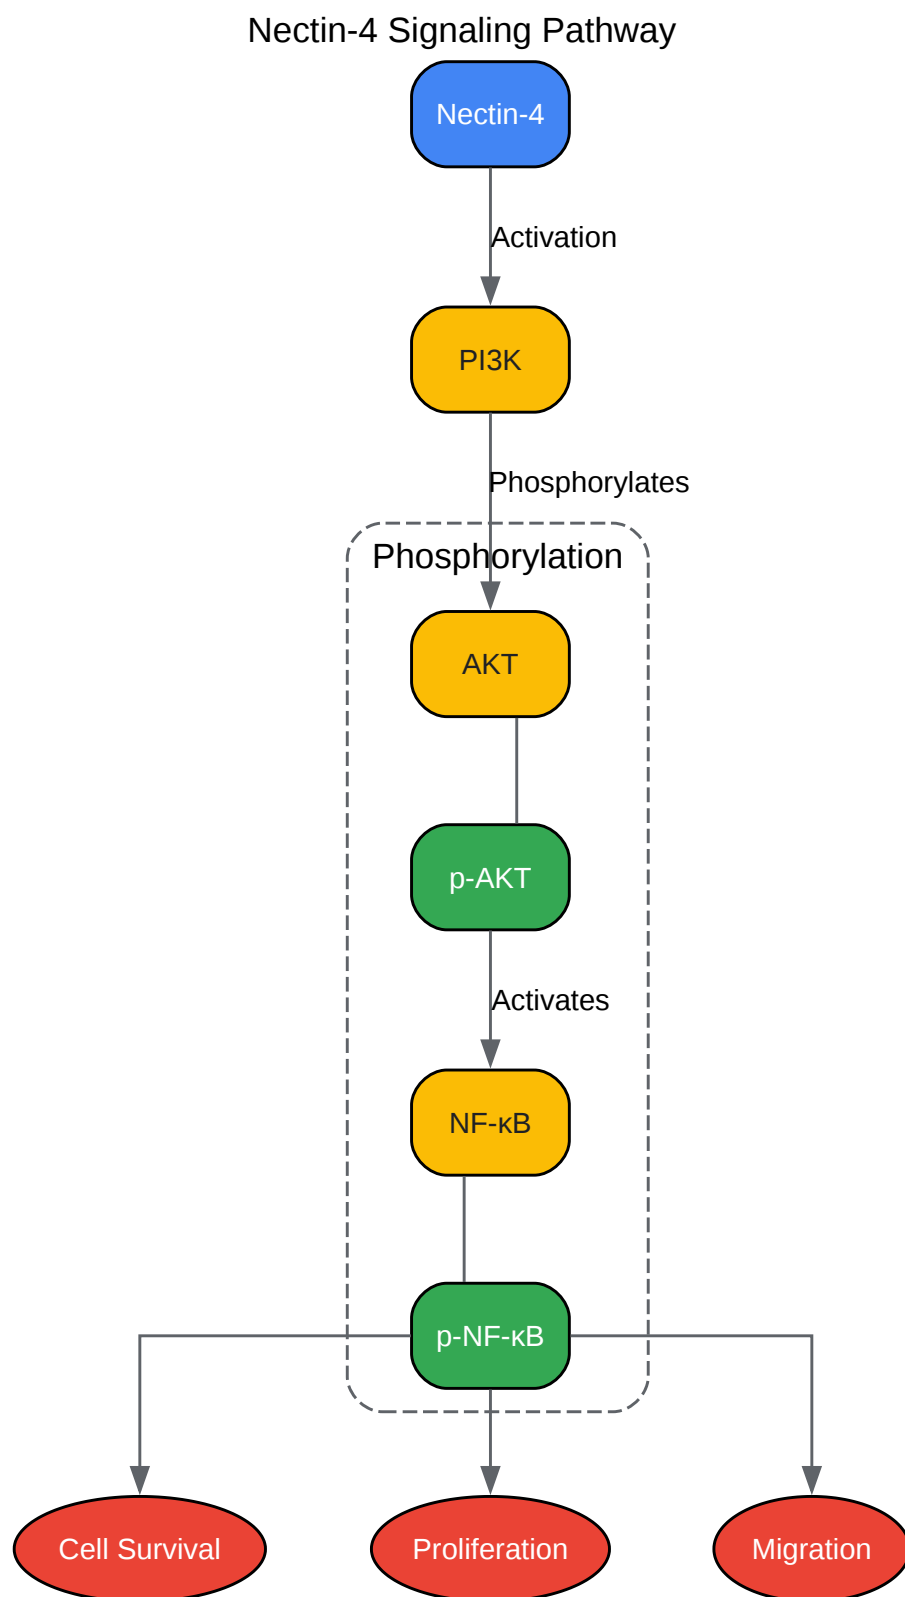 Nectin-4 Signaling Pathway
Nectin-4
Activation
PI3K
Phosphorylates
Phosphorylation
AKT
p-AKT
Activates
NF-κB
p-NF-κB
Cell Survival
Proliferation
Migration